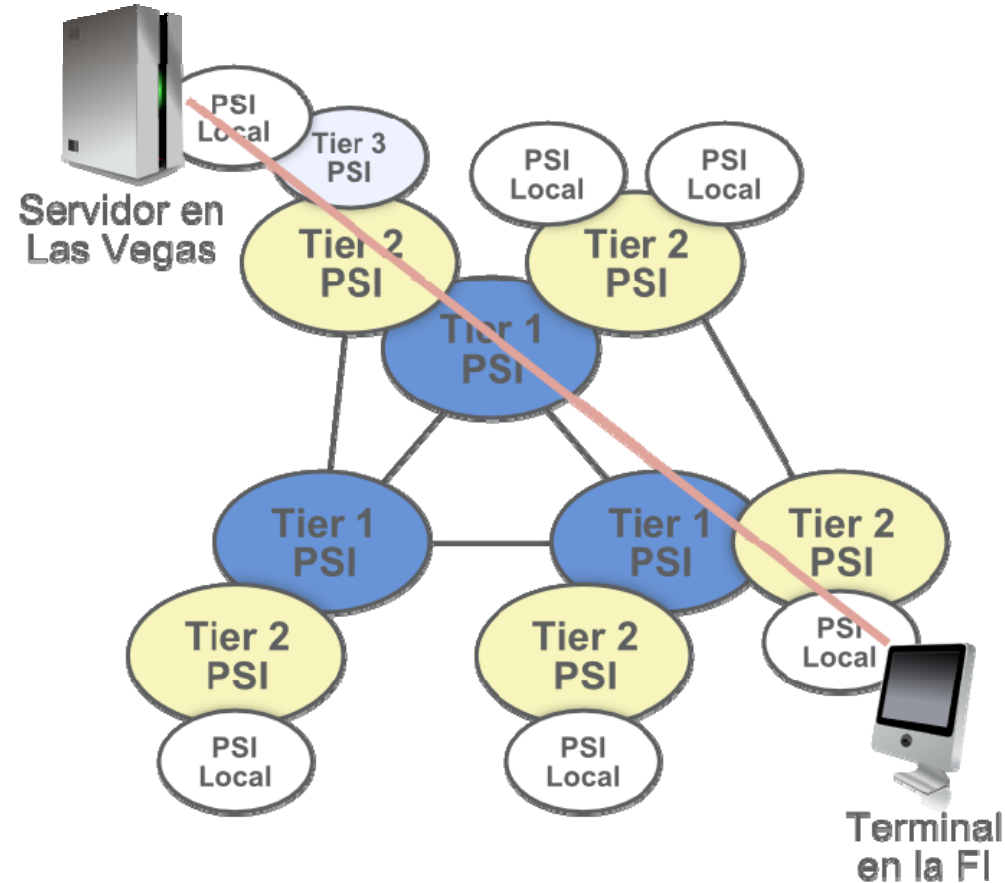 PSI
Local
Tier 3
PSI
PSI
Local
PSI
Local
Servidor en
Las Vegas
Tier 2
PSI
Tier 2
PSI
Tier 1
PSI
Tier 1
PSI
Tier 1
PSI
Tier 2
PSI
Tier 2
PSI
Tier 2
PSI
PSI
Local
PSI
Local
PSI
Local
Terminal
en la FI